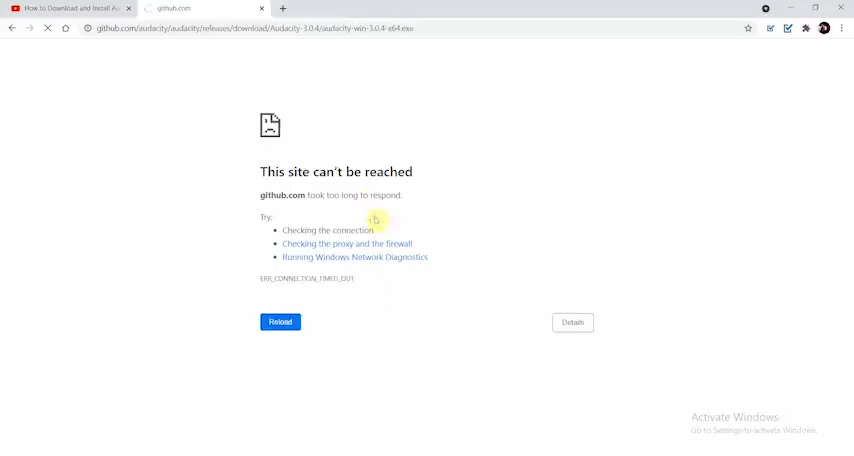 How to Download and Install Au
github.com
github.com/audacity/audacity/releases/download/Audacity-3.0.4/audacity-win-3.0.4-x64.exe
This site can't be reached
github.com took too long to respond.
Try:
Checking the connection
Checking the proxy and the firewall
Running Windows Network Diagnostics
ERR_CONNECTION_TIMED_OUT
Reload
Details
Activate Windows
Go to Settings to activate Windows.